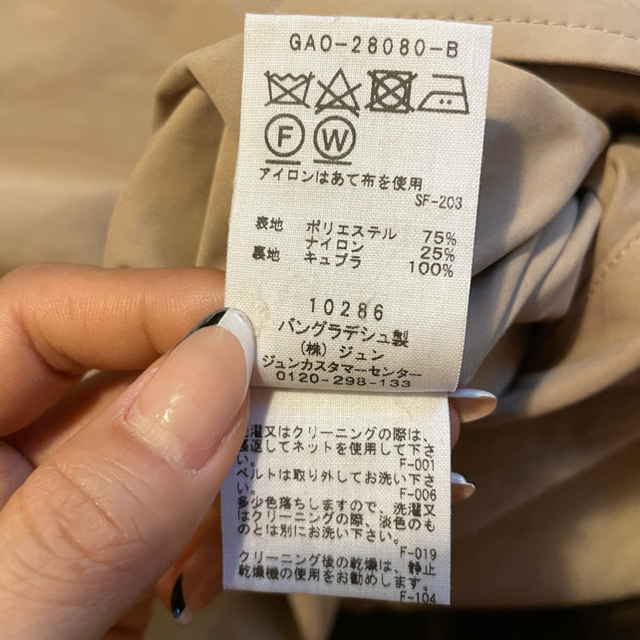 GAO-28080-B
F W
アイロンはあて布を使用
SF-203
表地 ポリエステル 75%
ナイロン 25%
裏地 キュプラ 100%
10286
バングラデシュ製
(株) ジュン
ジュンカスタマーセンター
0120-298-133
洗濯又はクリーニングの際は、
裏返してネットを使用して下さ
い。 F-001
ベルトは取り外してお洗い下さ
い。 F-006
多少色落ちしますので、洗濯又
はクリーニングの際、淡色のも
のとは別にお洗い下さい。
F-019
クリーニング後の乾燥は、静止
乾燥機の使用をお勧めします。
F-104